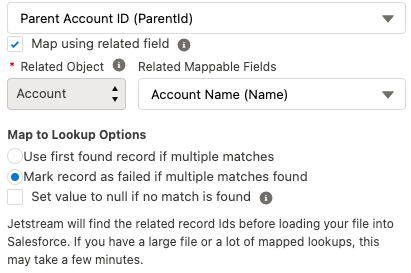 Parent Account ID (ParentId)
Map using related field
* Related Object Related Mappable Fields
Account Account Name (Name)
Map to Lookup Options
Use first found record if multiple matches
Mark record as failed if multiple matches found
Set value to null if no match is found
Jetstream will find the related record Ids before loading your file into
Salesforce. If you have a large file or a lot of mapped lookups, this
may take a few minutes.